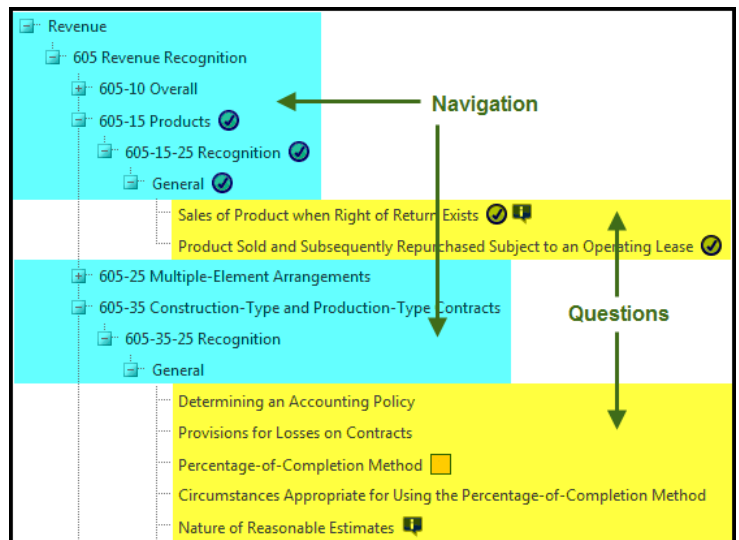 Revenue
605 Revenue Recognition
605-10 Overall
Navigation
605-15 Products
605-15-25 Recognition
General
Sales of Product when Right of Return Exists
Product Sold and Subsequently Repurchased Subject to an Operating Lease
605-25 Multiple-Element Arrangements
605-35 Construction-Type and Production-Type Contracts
Questions
605-35-25 Recognition
General
Determining an Accounting Policy
Provisions for Losses on Contracts
Percentage-of-Completion Method
Circumstances Appropriate for Using the Percentage-of-Completion Method
Nature of Reasonable Estimates